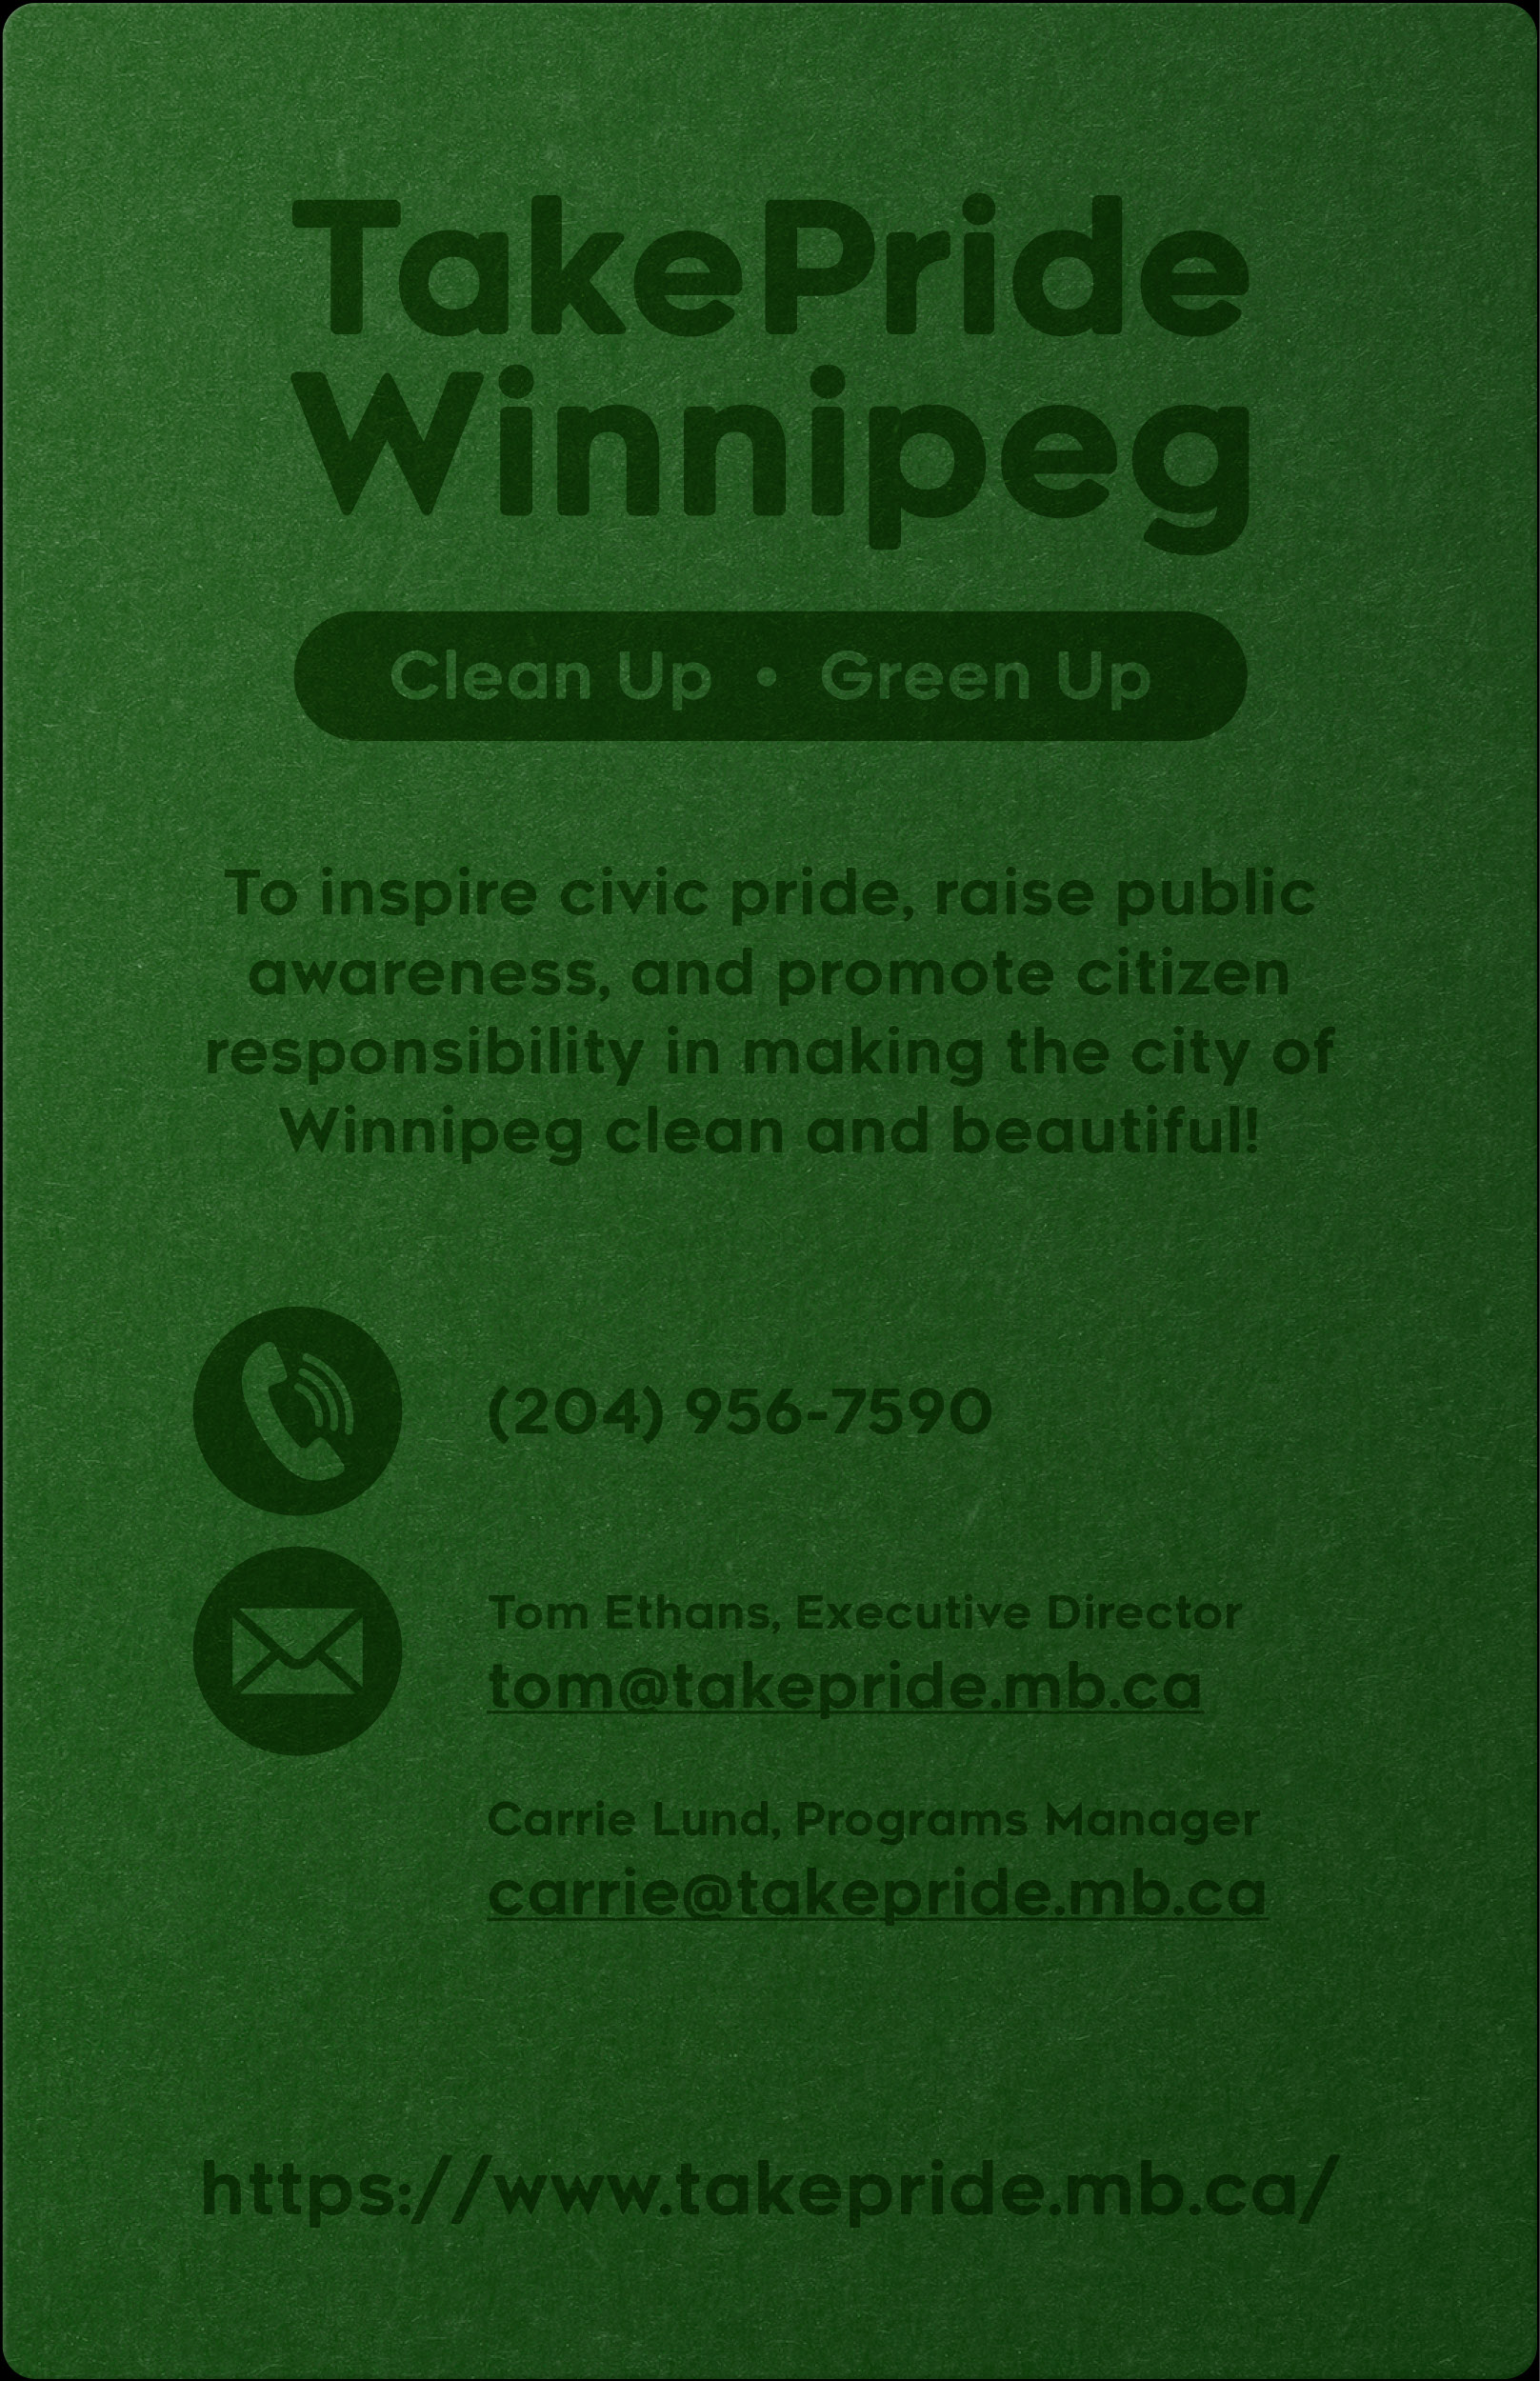 TakePride
Winnipeg
Clean Up • Green Up
To inspire civic pride, raise public
awareness, and promote citizen
responsibility in making the city of
Winnipeg clean and beautiful!
(204) 956-7590
Tom Ethans, Executive Director
tom@takepride.mb.ca
Carrie Lund, Programs Manager
carrie@takepride.mb.ca
https://www.takepride.mb.ca/